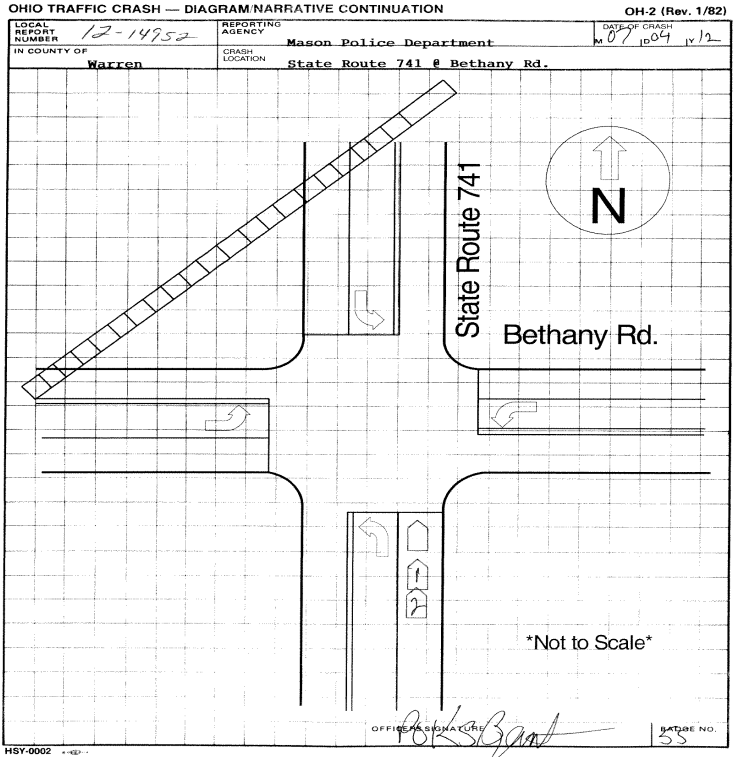 OHIO TRAFFIC CRASH — DIAGRAM/NARRATIVE CONTINUATION OH-2 (Rev. 1/82)
LOCAL REPORT NUMBER 12-14952
REPORTING AGENCY Mason Police Department
DATE OF CRASH M 07 D 04 Y 12
IN COUNTY OF Warren
CRASH LOCATION State Route 741 @ Bethany Rd.
State Route 741
N
Bethany Rd.
1
2
*Not to Scale*
OFFICERS SIGNATURE
BADGE NO.
55
HSY-0002